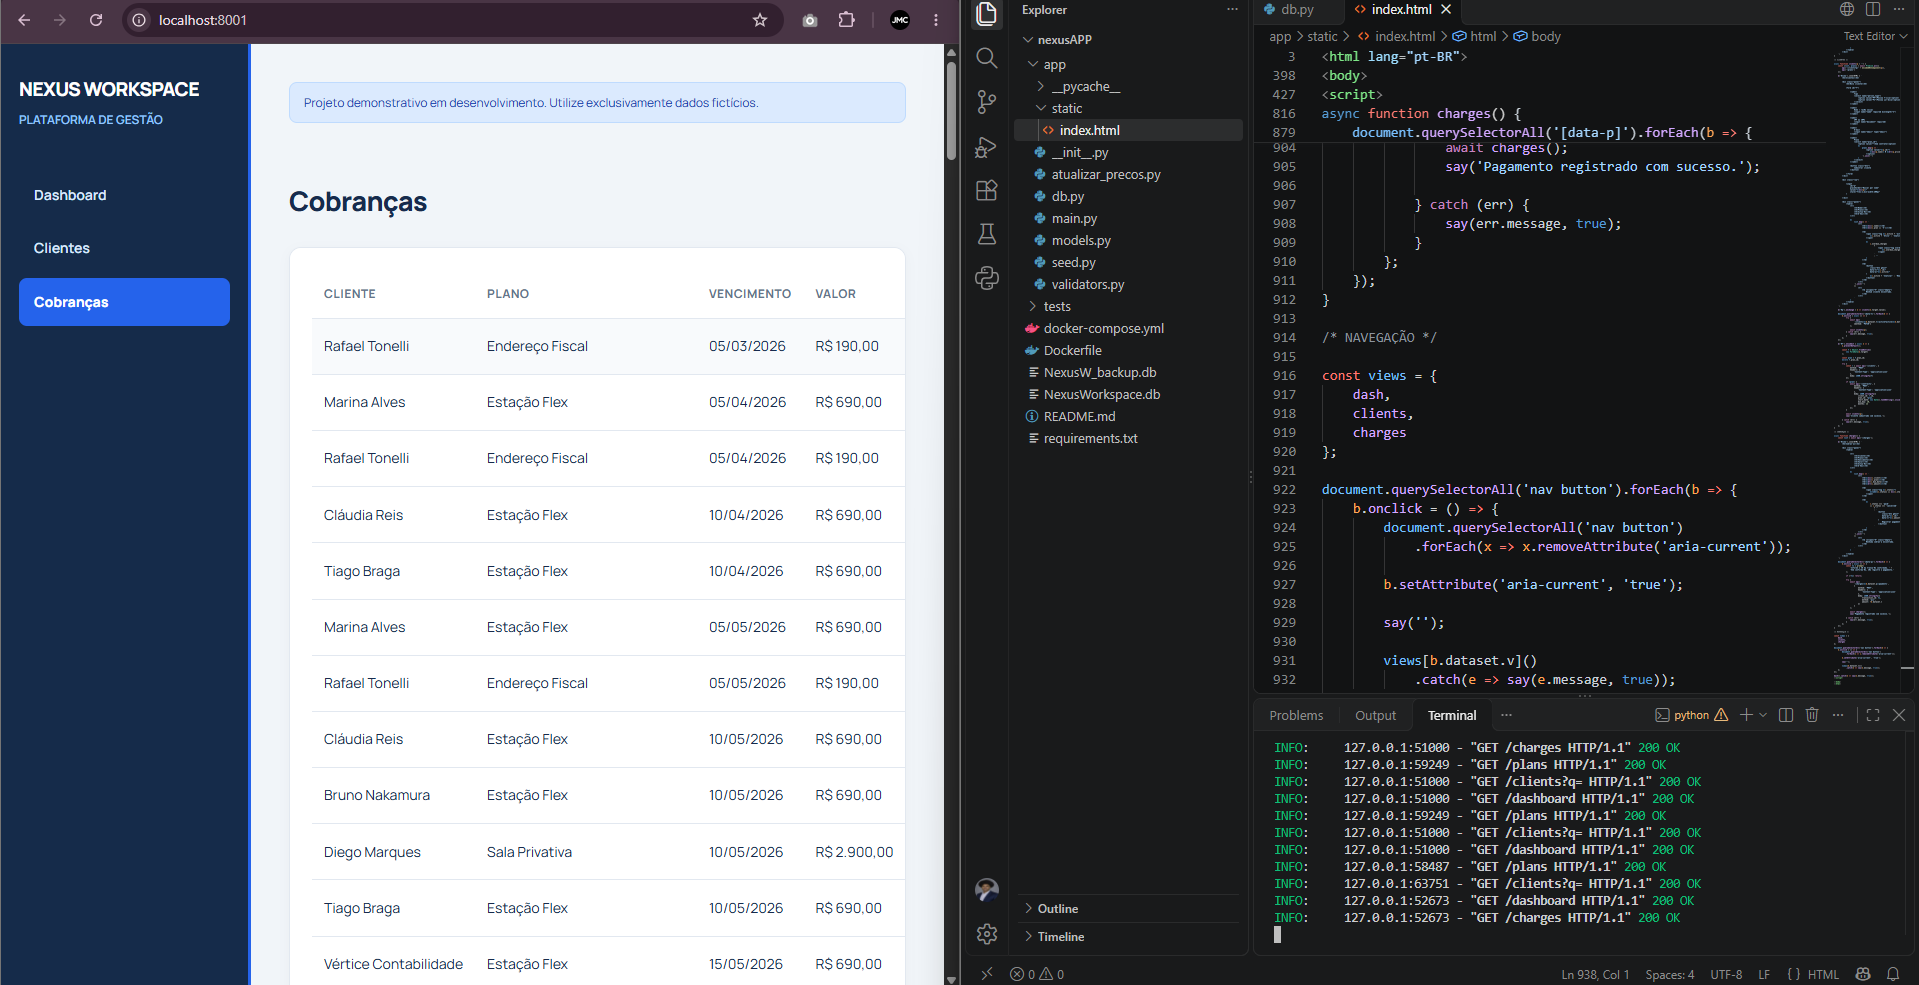 localhost:8001
JMC
NEXUS WORKSPACE
PLATAFORMA DE GESTÃO
Dashboard
Clientes
Cobranças
Projeto demonstrativo em desenvolvimento. Utilize exclusivamente dados fictícios.
Cobranças
CLIENTE PLANO VENCIMENTO VALOR
Rafael Tonelli Endereço Fiscal 05/03/2026 R$ 190,00
Marina Alves Estação Flex 05/04/2026 R$ 690,00
Rafael Tonelli Endereço Fiscal 05/04/2026 R$ 190,00
Cláudia Reis Estação Flex 10/04/2026 R$ 690,00
Tiago Braga Estação Flex 10/04/2026 R$ 690,00
Marina Alves Estação Flex 05/05/2026 R$ 690,00
Rafael Tonelli Endereço Fiscal 05/05/2026 R$ 190,00
Cláudia Reis Estação Flex 10/05/2026 R$ 690,00
Bruno Nakamura Estação Flex 10/05/2026 R$ 690,00
Diego Marques Sala Privativa 10/05/2026 R$ 2.900,00
Tiago Braga Estação Flex 10/05/2026 R$ 690,00
Vértice Contabilidade Estação Flex 15/05/2026 R$ 690,00
Explorer
nexusAPP
app
__pycache__
static
index.html
__init__.py
atualizar_precos.py
db.py
main.py
models.py
seed.py
validators.py
tests
docker-compose.yml
Dockerfile
NexusW_backup.db
NexusWorkspace.db
README.md
requirements.txt
Outline
Timeline
db.py index.html
app > static > index.html > html > body Text Editor
3 <html lang="pt-BR">
398 <body>
427 <script>
816 async function charges() {
879 document.querySelectorAll('[data-p]').forEach(b => {
904 await charges();
905 say('Pagamento registrado com sucesso.');
906
907 } catch (err) {
908 say(err.message, true);
909 }
910 };
911 });
912 }
913
914 /* NAVEGAÇÃO */
915
916 const views = {
917 dash,
918 clients,
919 charges
920 };
921
922 document.querySelectorAll('nav button').forEach(b => {
923 b.onclick = () => {
924 document.querySelectorAll('nav button')
925 .forEach(x => x.removeAttribute('aria-current'));
926
927 b.setAttribute('aria-current', 'true');
928
929 say('');
930
931 views[b.dataset.v]()
932 .catch(e => say(e.message, true));
Problems Output Terminal python
INFO: 127.0.0.1:51000 - "GET /charges HTTP/1.1" 200 OK
INFO: 127.0.0.1:59249 - "GET /plans HTTP/1.1" 200 OK
INFO: 127.0.0.1:51000 - "GET /clients?q= HTTP/1.1" 200 OK
INFO: 127.0.0.1:51000 - "GET /dashboard HTTP/1.1" 200 OK
INFO: 127.0.0.1:59249 - "GET /plans HTTP/1.1" 200 OK
INFO: 127.0.0.1:51000 - "GET /clients?q= HTTP/1.1" 200 OK
INFO: 127.0.0.1:51000 - "GET /dashboard HTTP/1.1" 200 OK
INFO: 127.0.0.1:58487 - "GET /plans HTTP/1.1" 200 OK
INFO: 127.0.0.1:63751 - "GET /clients?q= HTTP/1.1" 200 OK
INFO: 127.0.0.1:52673 - "GET /dashboard HTTP/1.1" 200 OK
INFO: 127.0.0.1:52673 - "GET /charges HTTP/1.1" 200 OK
0 0 Ln 938, Col 1 Spaces: 4 UTF-8 LF { } HTML